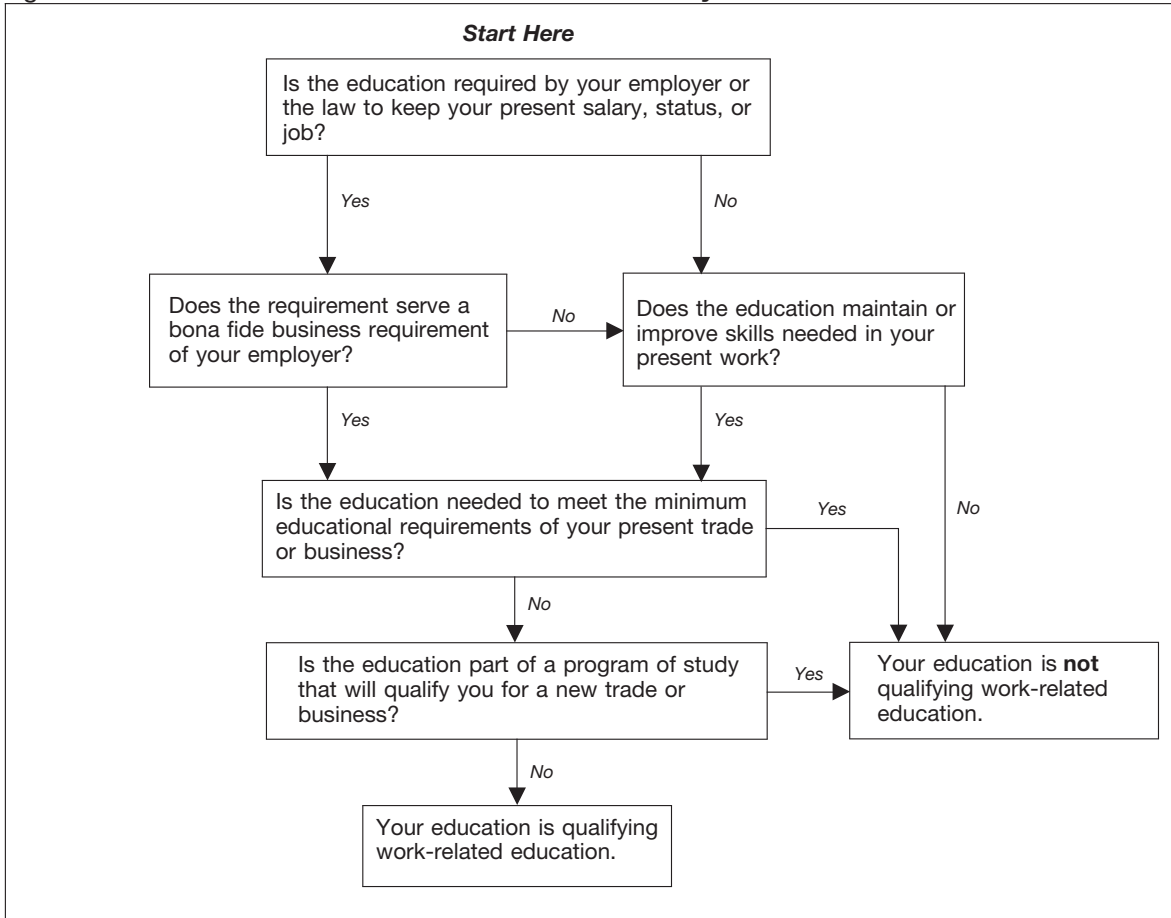 Start Here
Is the education required by your employer or
the law to keep your present salary, status, or
job?
Yes
No
Does the requirement serve a
bona fide business requirement
of your employer?
No
Does the education maintain or
improve skills needed in your
present work?
Yes
Yes
Is the education needed to meet the minimum
educational requirements of your present trade
or business?
Yes
No
No
Is the education part of a program of study
that will qualify you for a new trade or
business?
Yes
Your education is not
qualifying work-related
education.
No
Your education is qualifying
work-related education.